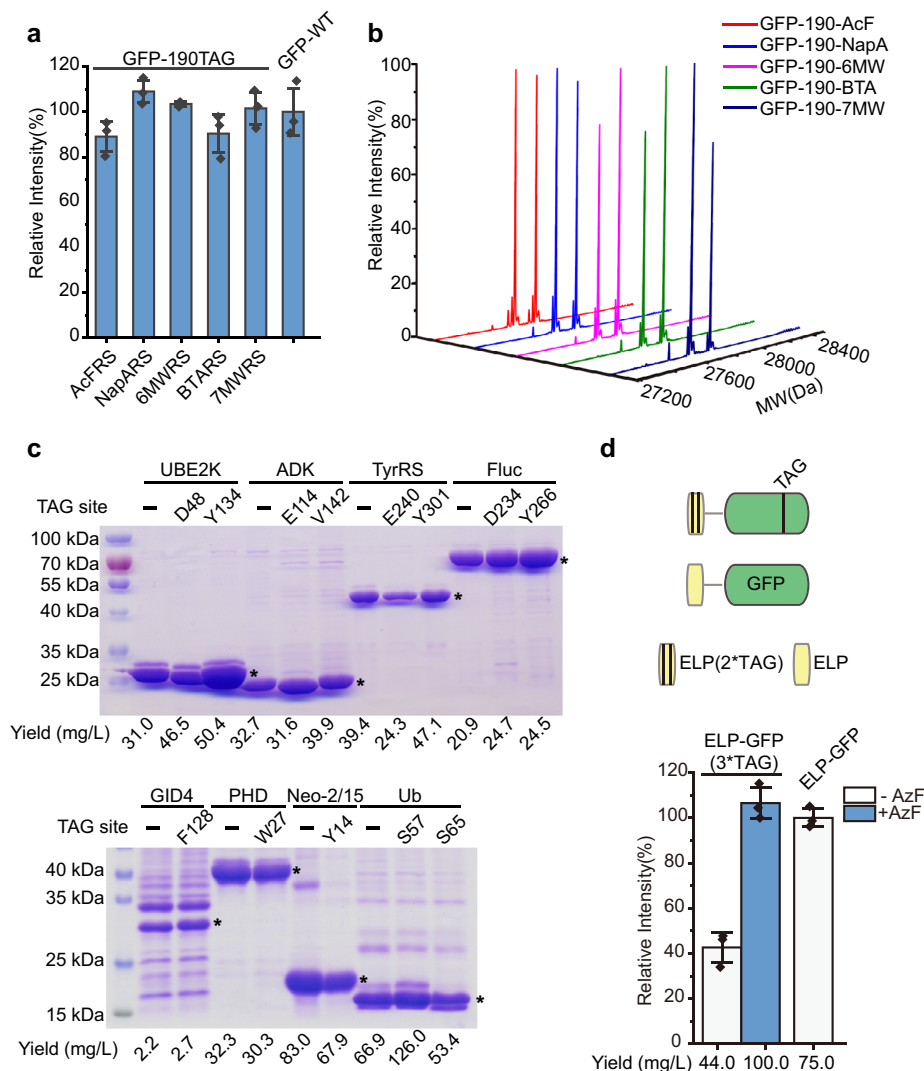 a
GFP-190TAG
GFP-WT
Relative Intensity(%)
120
100
80
60
40
20
0
AcFRS
NapARS
6MWRS
BTARS
7MWRS
b
GFP-190-AcF
GFP-190-NapA
GFP-190-6MW
GFP-190-BTA
GFP-190-7MW
Relative Intensity(%)
100
80
60
40
20
0
27200
27600
28000
28400
MW(Da)
c
UBE2K ADK TyrRS Fluc
TAG site – D48 Y134 – E114 V142 – E240 Y301 – D234 Y266
100 kDa
70 kDa *
55 kDa
40 kDa *
35 kDa
25 kDa * *
Yield (mg/L) 31.0 46.5 50.4 32.7 31.6 39.9 39.4 24.3 47.1 20.9 24.7 24.5
GID4 PHD Neo-2/15 Ub
TAG site – F128 – W27 – Y14 – S57 S65
40 kDa *
35 kDa *
25 kDa *
15 kDa *
Yield (mg/L) 2.2 2.7 32.3 30.3 83.0 67.9 66.9 126.0 53.4
d
TAG
GFP
ELP(2*TAG) ELP
ELP-GFP
(3*TAG)
ELP-GFP
- AzF
+AzF
Relative Intensity(%)
120
100
80
60
40
20
0
Yield (mg/L) 44.0 100.0 75.0